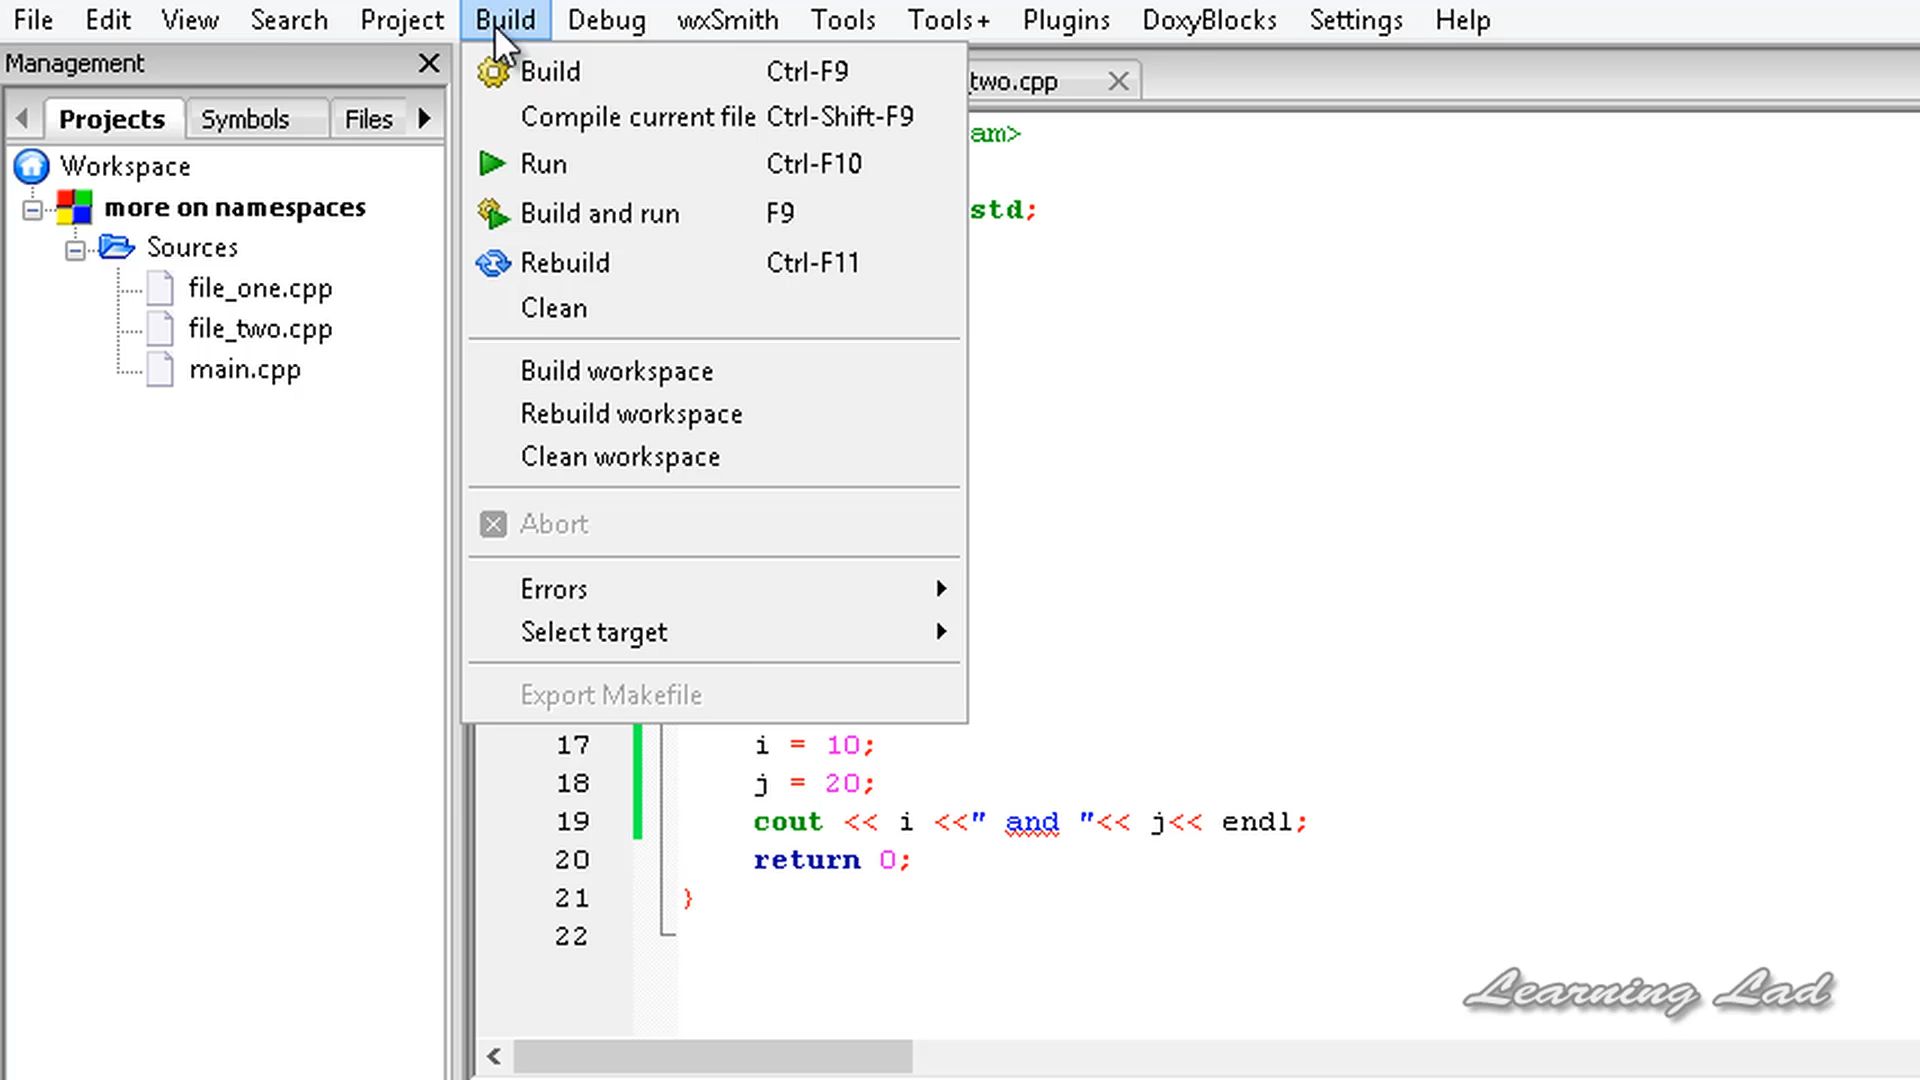 File Edit View Search Project Build Debug wxSmith Tools Tools+ Plugins DoxyBlocks Settings Help
Management
Projects Symbols Files
Workspace
more on namespaces
Sources
file_one.cpp
file_two.cpp
main.cpp
Build Ctrl-F9
Compile current file Ctrl-Shift-F9
Run Ctrl-F10
Build and run F9
Rebuild Ctrl-F11
Clean
Build workspace
Rebuild workspace
Clean workspace
Abort
Errors
Select target
Export Makefile
_two.cpp
am>
std;
17 i = 10;
18 j = 20;
19 cout << i <<" and "<< j<< endl;
20 return 0;
21 }
22
Learning Lad